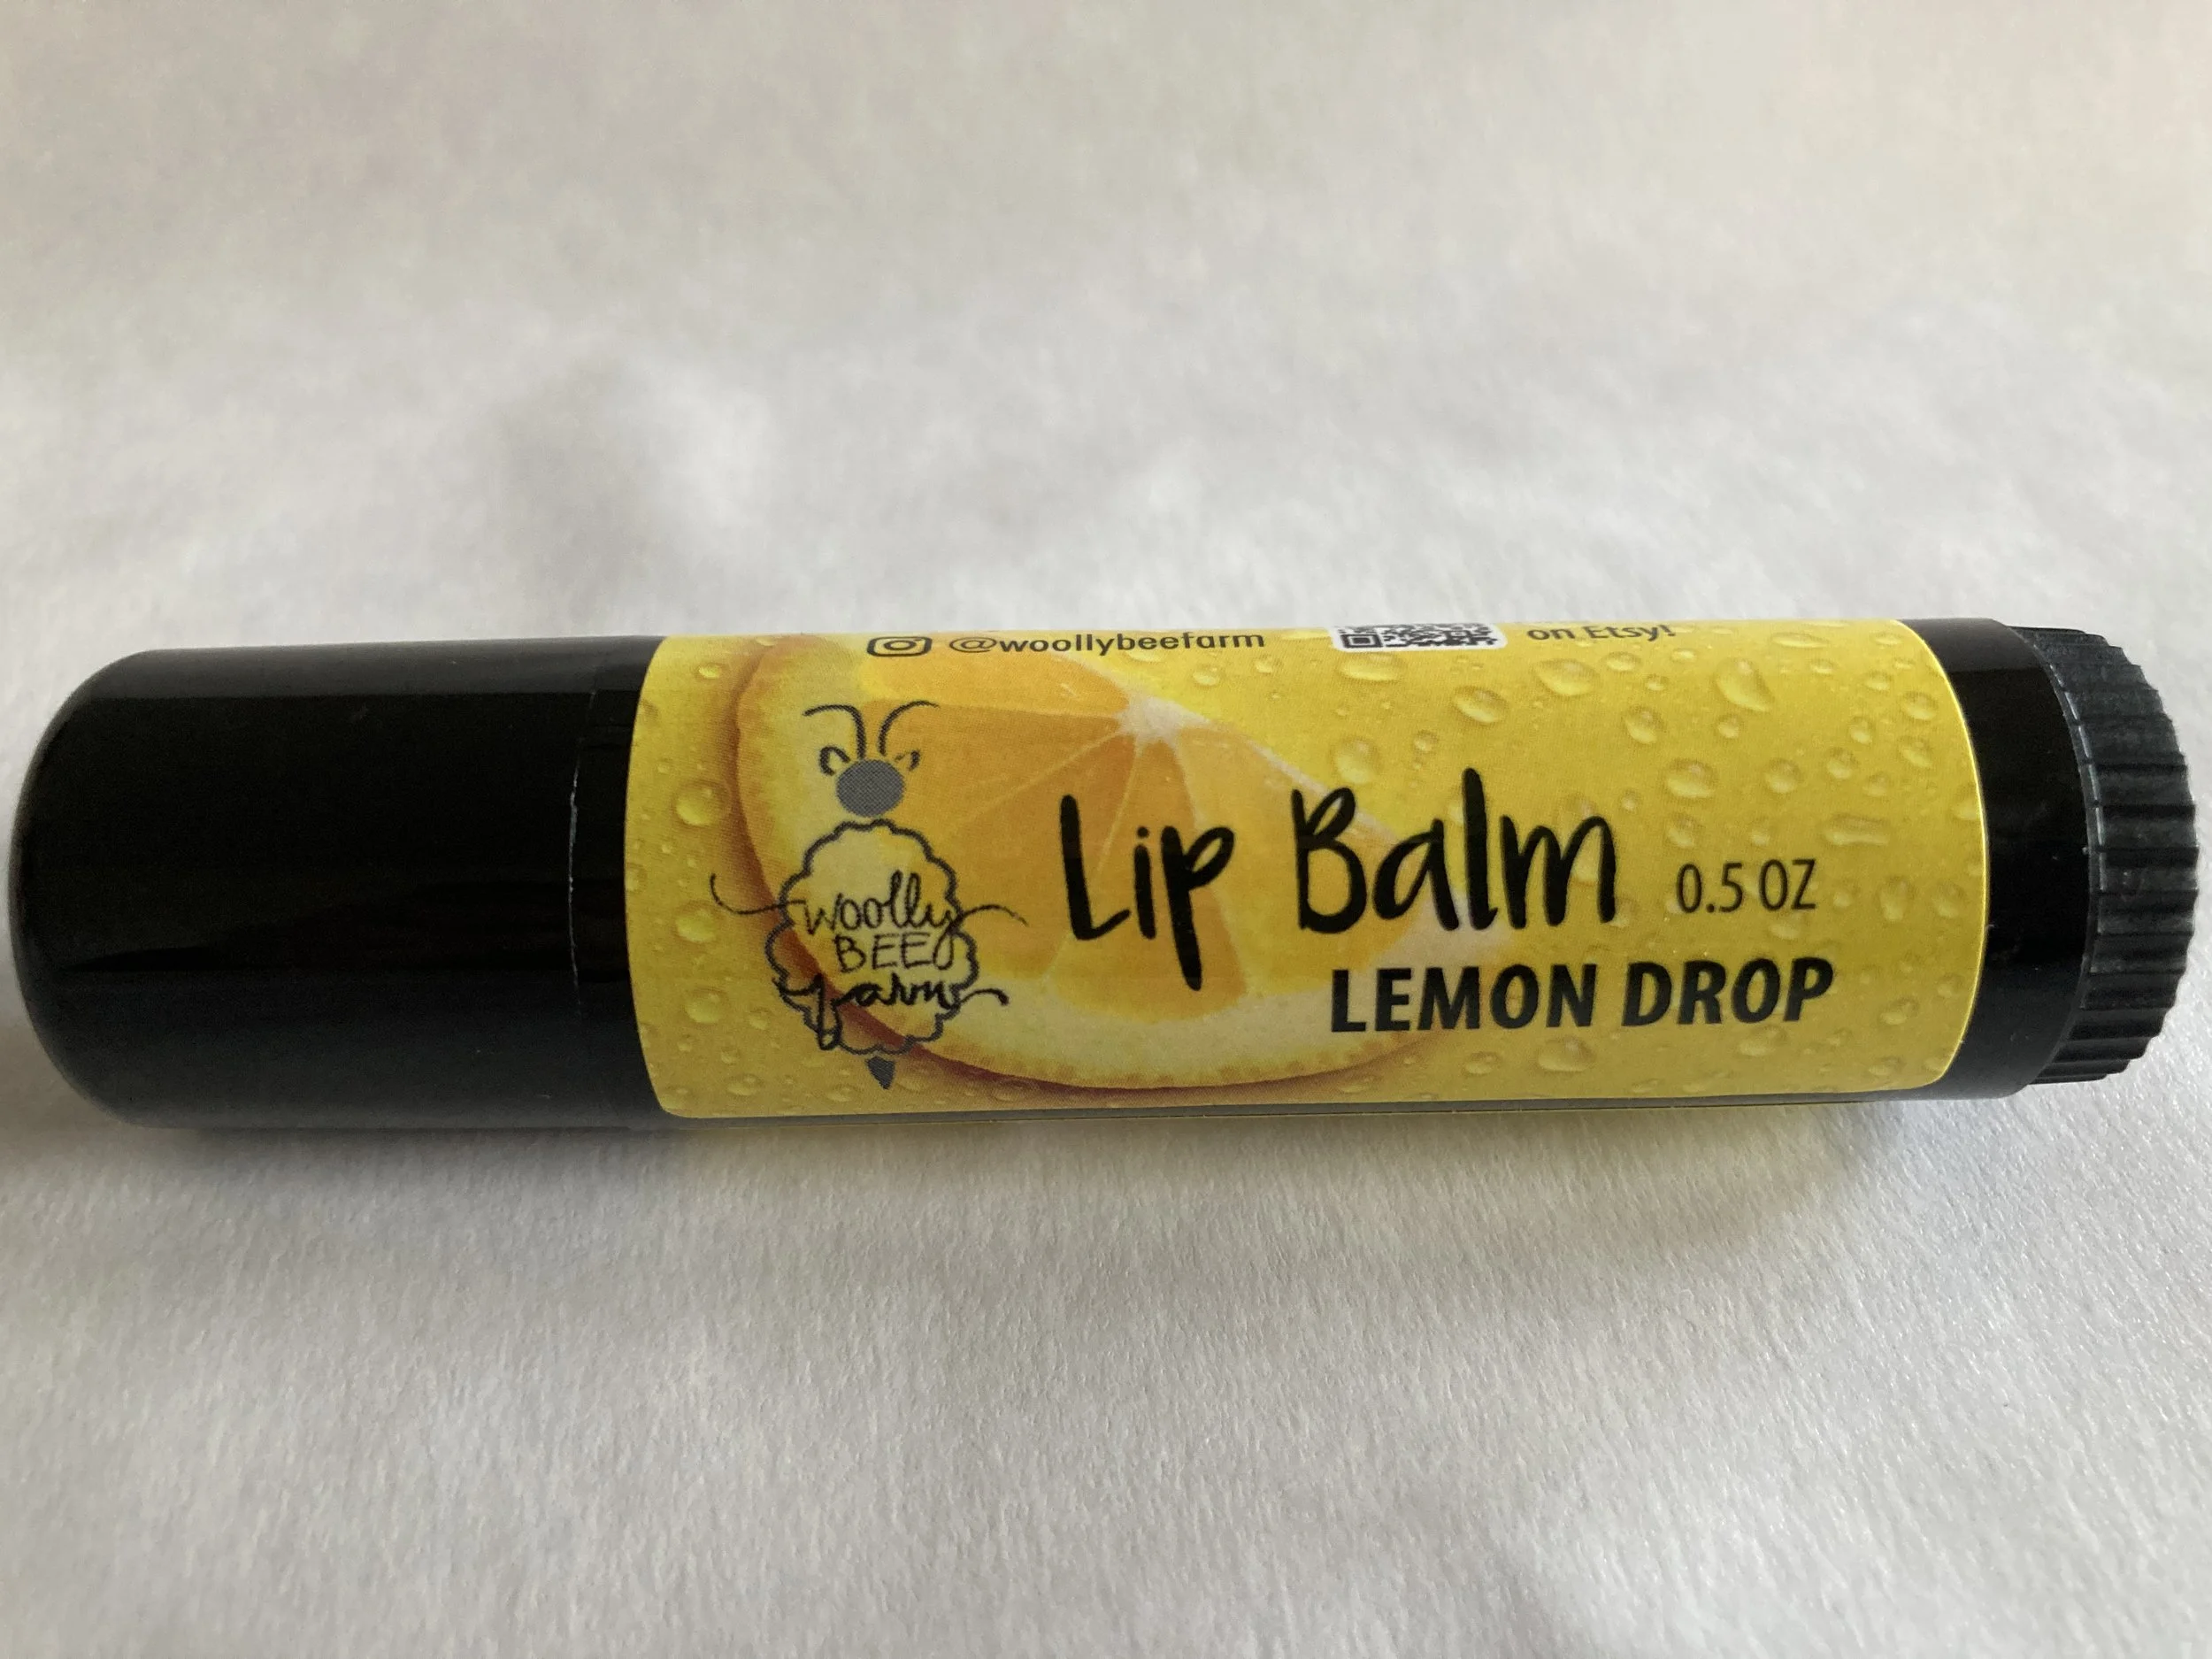 @woollybeefarm
on Etsy!
woolly
BEE
farm
Lip Balm 0.5 OZ
LEMON DROP